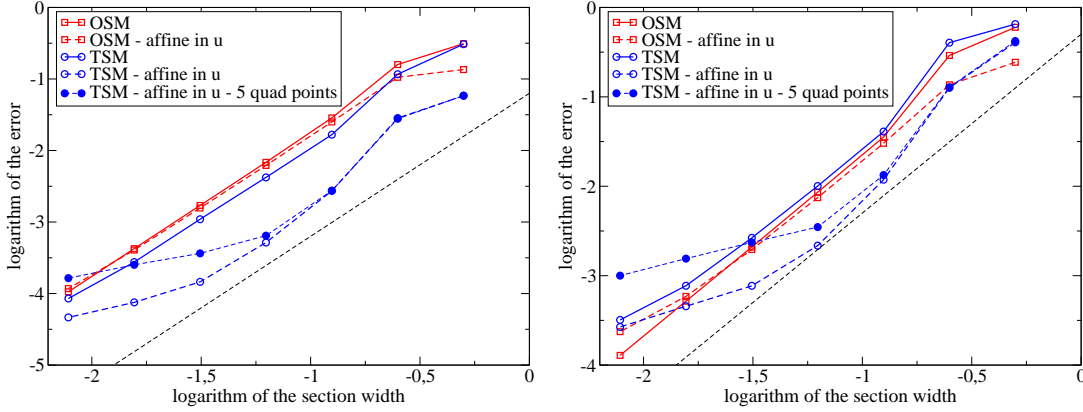 0
-1
-2
-3
-4
-5
logarithm of the error
OSM
OSM - affine in u
TSM
TSM - affine in u
TSM - affine in u - 5 quad points
-2
-1,5
-1
-0,5
0
logarithm of the section width
0
-1
-2
-3
-4
logarithm of the error
OSM
OSM - affine in u
TSM
TSM - affine in u
TSM - affine in u - 5 quad points
-2
-1,5
-1
-0,5
0
logarithm of the section width